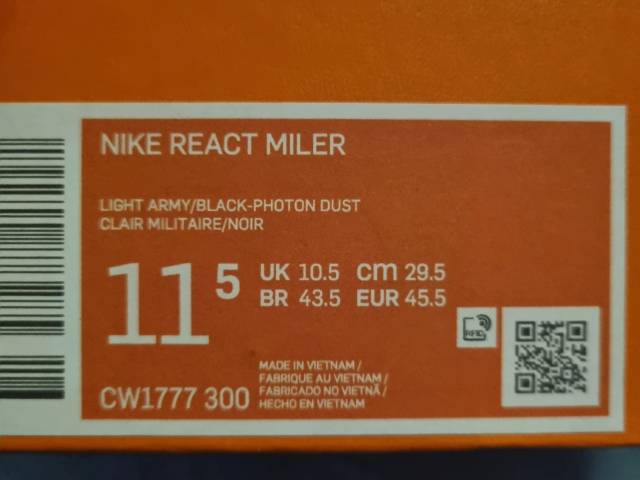 NIKE REACT MILER
LIGHT ARMY/BLACK-PHOTON DUST
CLAIR MILITAIRE/NOIR
11 5
UK 10.5 cm 29.5
BR 43.5 EUR 45.5
RFID
MADE IN VIETNAM /
FABRIQUE AU VIETNAM /
FABRICADO NO VIETNÃ /
HECHO EN VIETNAM
CW1777 300